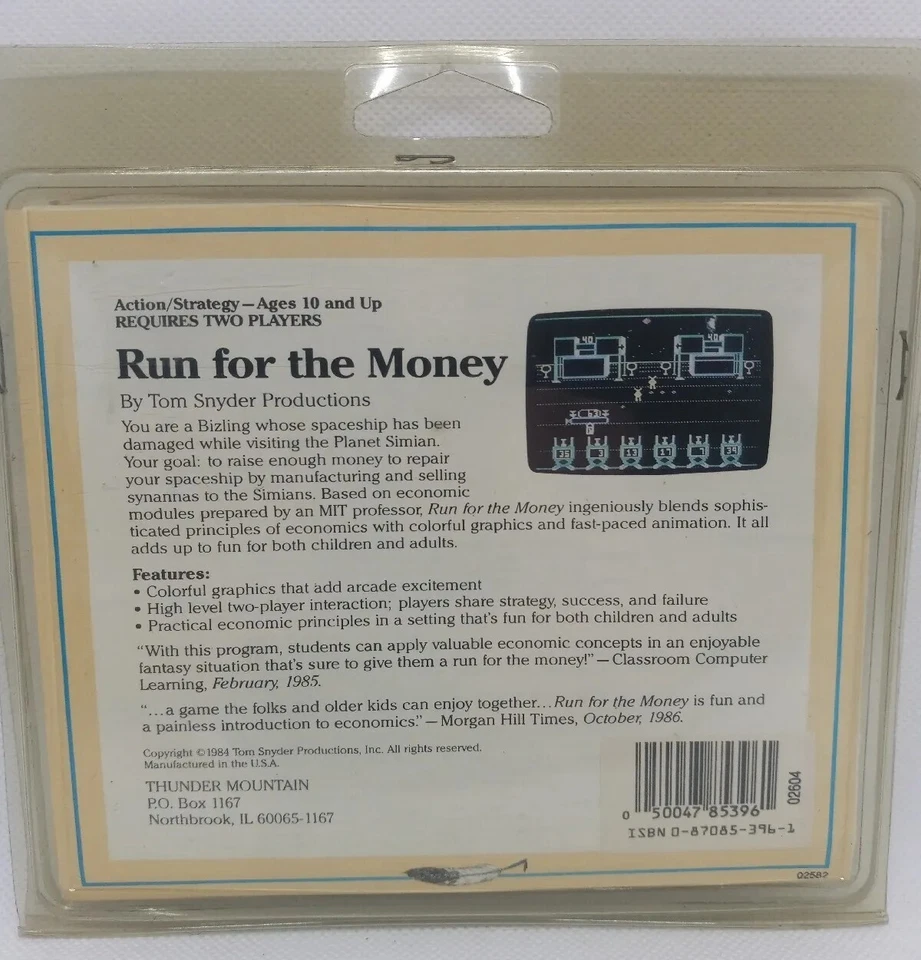 Action/Strategy—Ages 10 and Up
REQUIRES TWO PLAYERS
Run for the Money
By Tom Snyder Productions
You are a Bizling whose spaceship has been
damaged while visiting the Planet Simian.
Your goal: to raise enough money to repair
your spaceship by manufacturing and selling
synannas to the Simians. Based on economic
modules prepared by an MIT professor, Run for the Money ingeniously blends sophis-
ticated principles of economics with colorful graphics and fast-paced animation. It all
adds up to fun for both children and adults.
Features:
• Colorful graphics that add arcade excitement
• High level two-player interaction; players share strategy, success, and failure
• Practical economic principles in a setting that's fun for both children and adults
"With this program, students can apply valuable economic concepts in an enjoyable
fantasy situation that's sure to give them a run for the money!"—Classroom Computer
Learning, February, 1985.
"...a game the folks and older kids can enjoy together...Run for the Money is fun and
a painless introduction to economics."—Morgan Hill Times, October, 1986.
Copyright ©1984 Tom Snyder Productions, Inc. All rights reserved.
Manufactured in the U.S.A.
THUNDER MOUNTAIN
P.O. Box 1167
Northbrook, IL 60065-1167
40 40
35 3 13 17 7 39
02604
0 50047 85396
ISBN 0-87085-396-1
02582